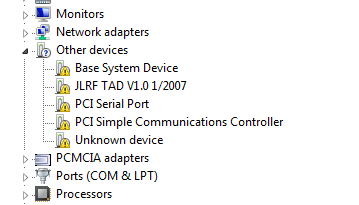 Monitors
Network adapters
Other devices
Base System Device
JLRF TAD V1.0 1/2007
PCI Serial Port
PCI Simple Communications Controller
Unknown device
PCMCIA adapters
Ports (COM & LPT)
Processors